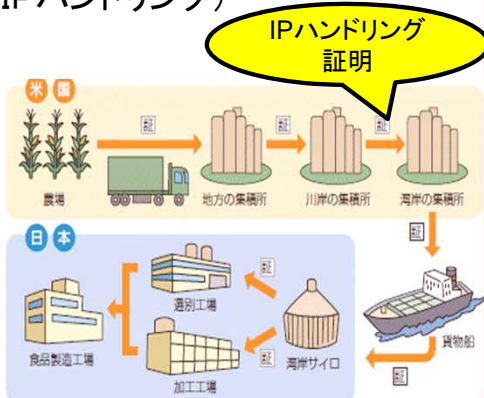 IPハンドリング)
IPハンドリング
証明
米国
証
証
証
農場
地方の集積所
川岸の集積所
海岸の集積所
証
日本
証
選別工場
貨物船
食品製造工場
証
海岸サイロ
証
加工工場